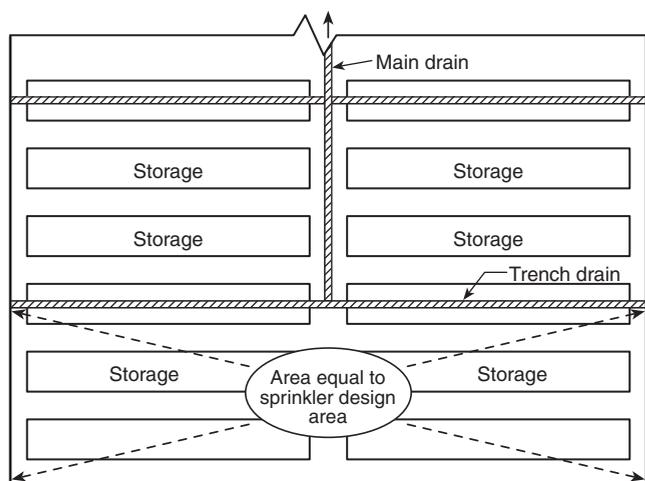 Main drain
Storage
Storage
Storage
Storage
Trench drain
Storage
Area equal to
sprinkler design
area
Storage